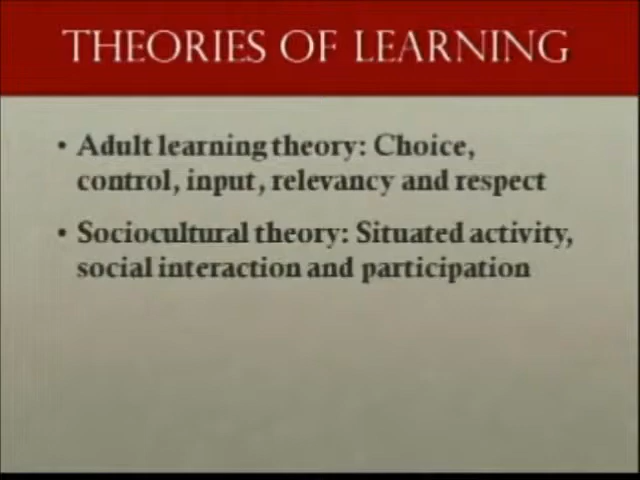 THEORIES OF LEARNING
• Adult learning theory: Choice,
control, input, relevancy and respect
• Sociocultural theory: Situated activity,
social interaction and participation